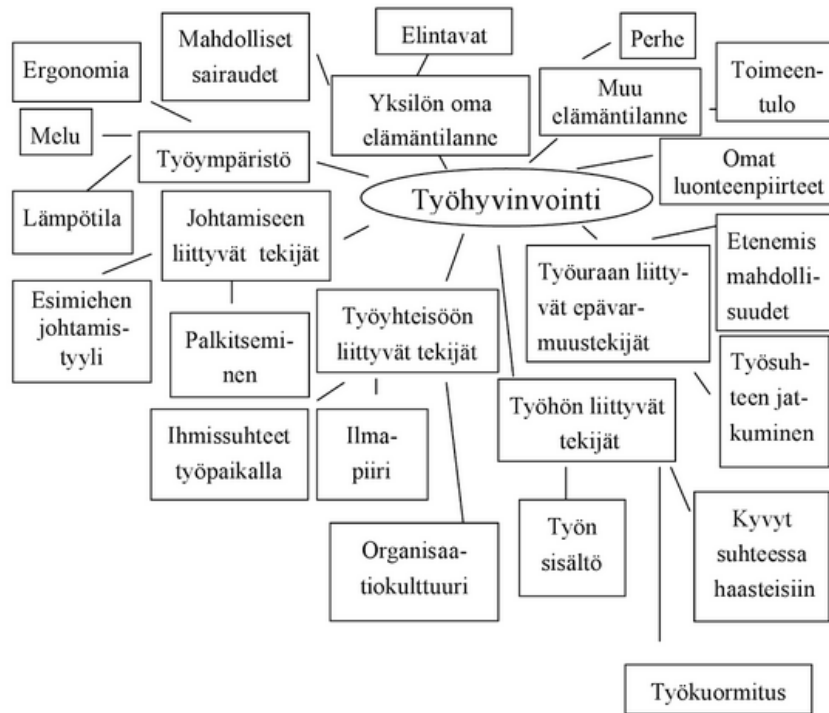 Mahdolliset
sairaudet
Elintavat
Perhe
Toimeen-
tulo
Ergonomia
Yksilön oma
elämäntilanne
Muu
elämäntilanne
Melu
Työympäristö
Omat
luonteenpiirteet
Työhyvinvointi
Lämpötila
Johtamiseen
liittyvät tekijät
Etenemis
mahdolli-
suudet
Työuraan liitty-
vät epävar-
muustekijät
Esimiehen
johtamis-
tyyli
Palkitsemi-
nen
Työyhteisöön
liittyvät tekijät
Työsuh-
teen jat-
kuminen
Työhön liittyvät
tekijät
Ihmissuhteet
työpaikalla
Ilma-
piiri
Organisaa-
tiokulttuuri
Työn
sisältö
Kyvyt
suhteessa
haasteisiin
Työkuormitus